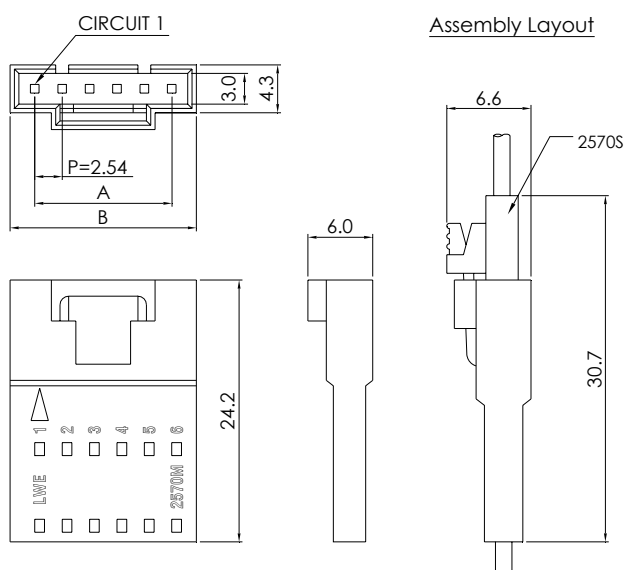 CIRCUIT 1
Assembly Layout
3.0
4.3
P=2.54
A
B
6.6
2570S
6.0
30.7
24.2
1 2 3 4 5 6
LWE 2570M